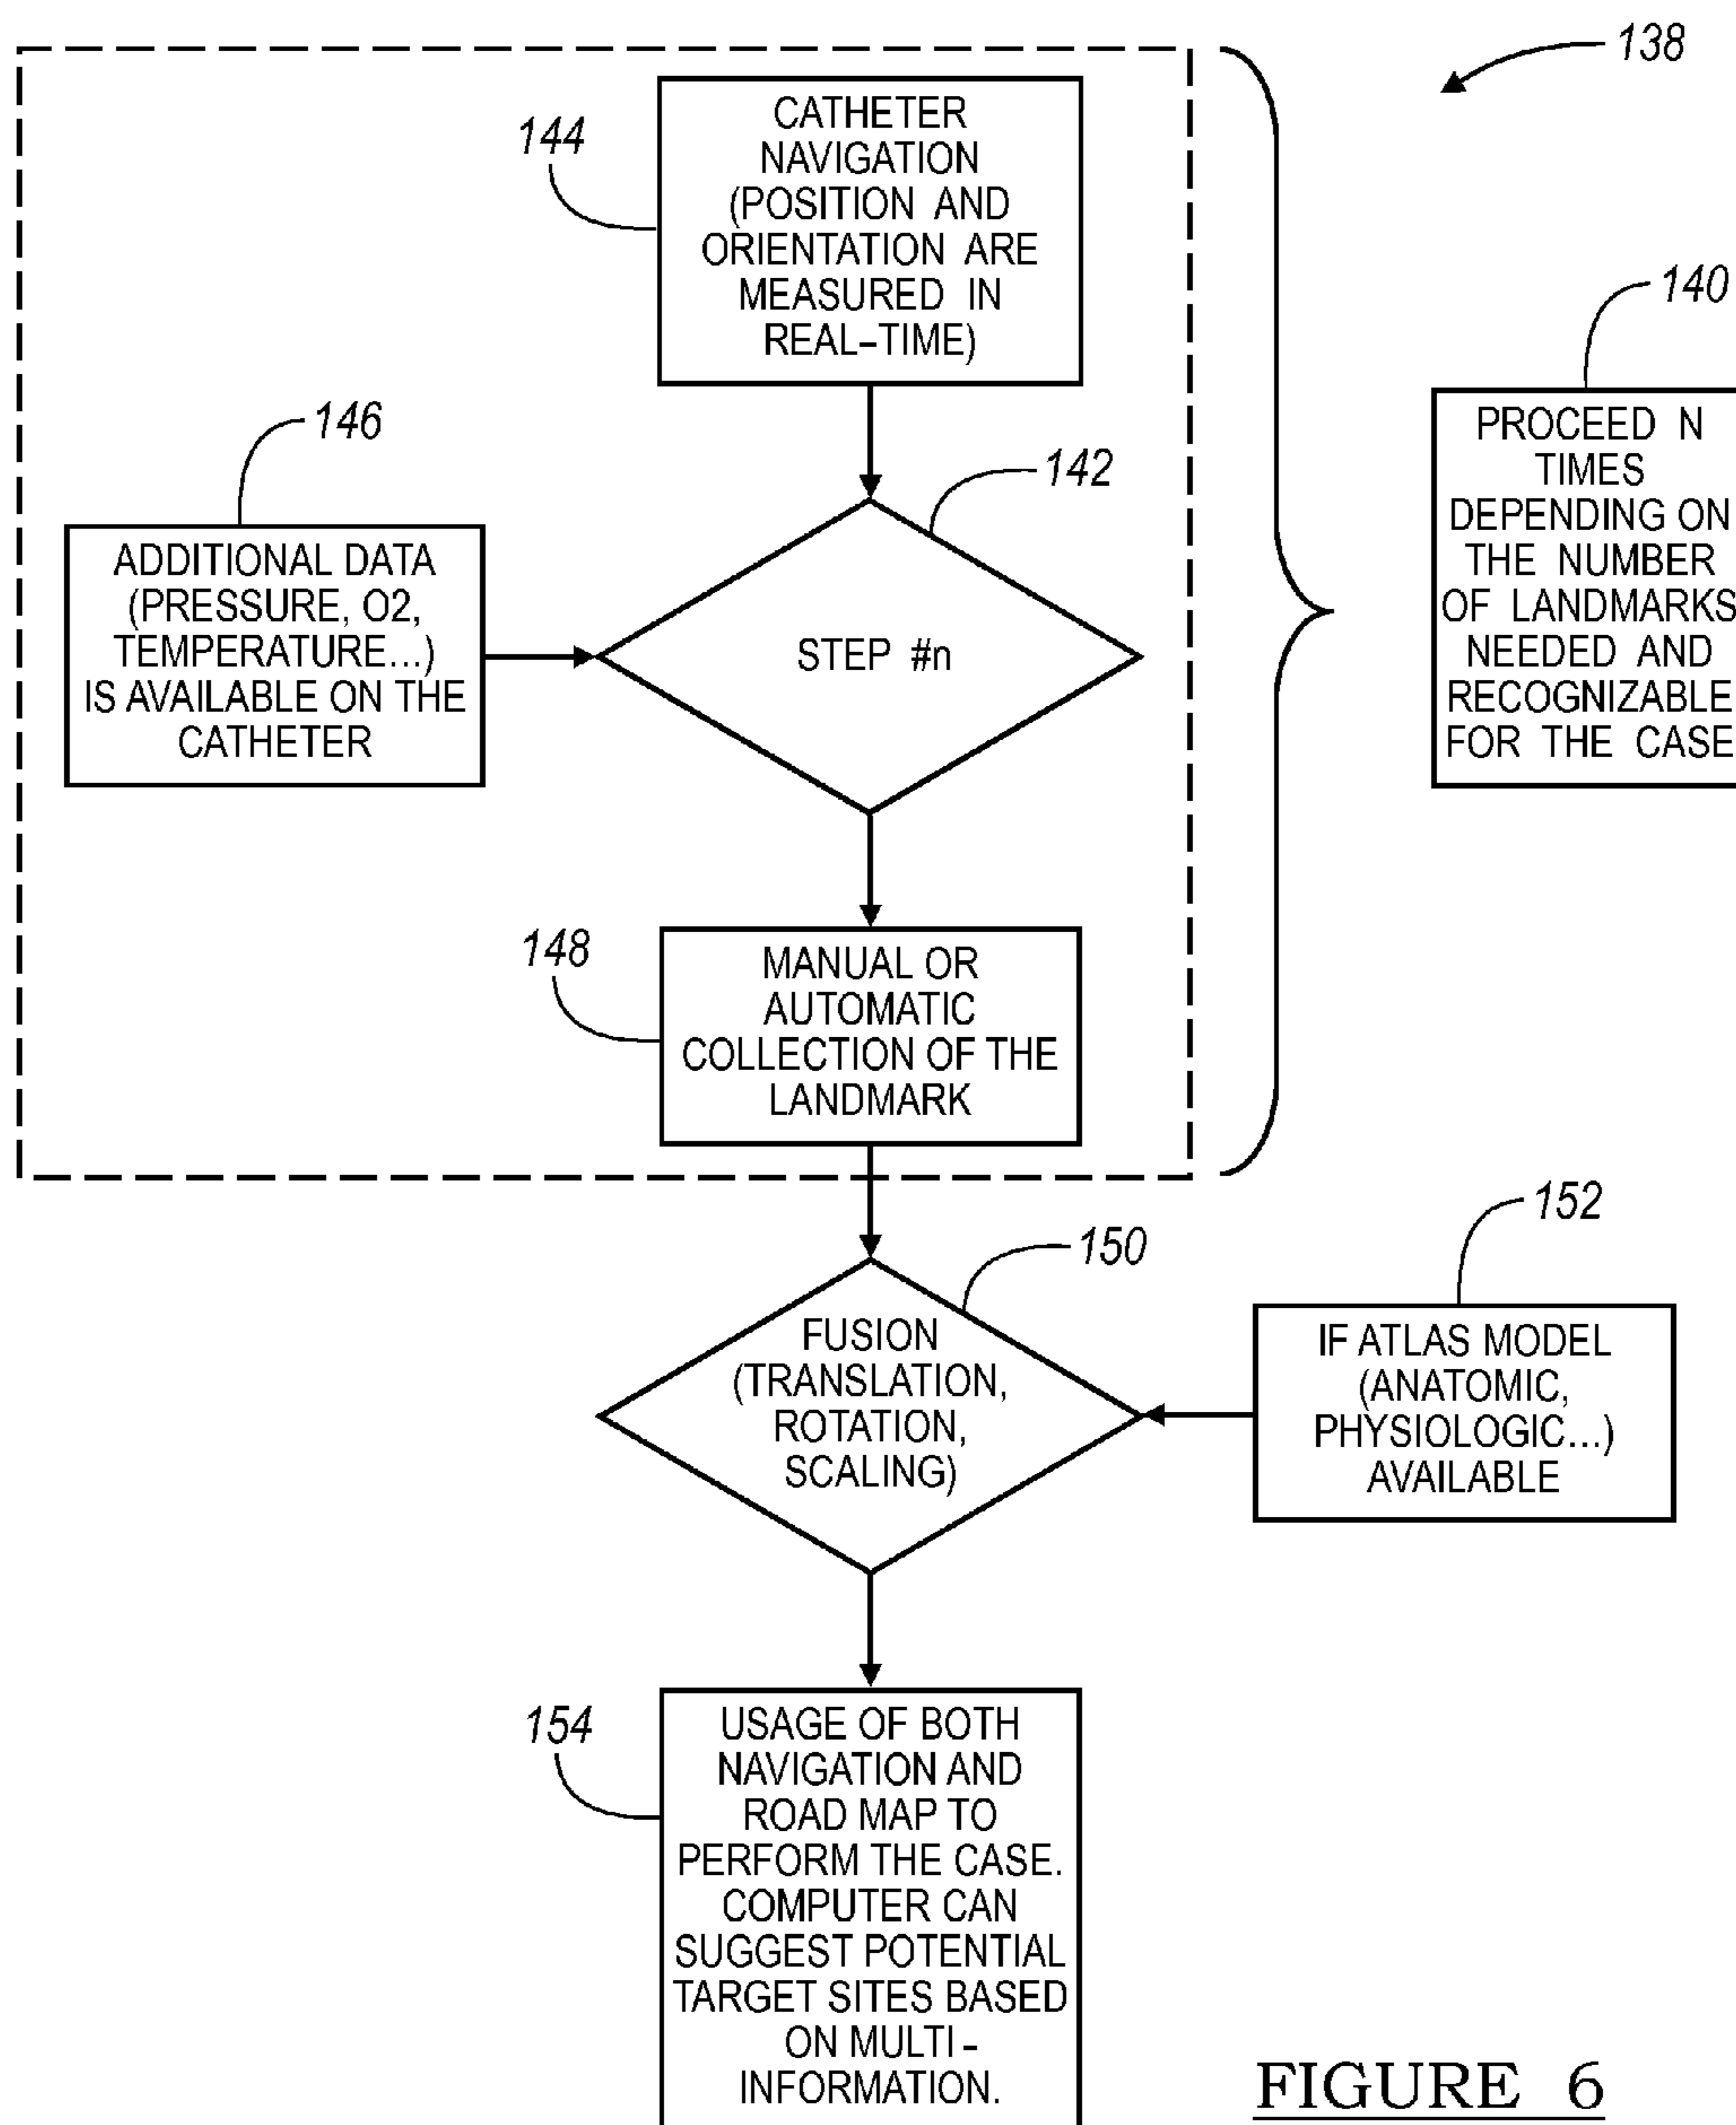 138
144
CATHETER
NAVIGATION
(POSITION AND
ORIENTATION ARE
MEASURED IN
REAL-TIME)
140
PROCEED N
TIMES
DEPENDING ON
THE NUMBER
OF LANDMARKS
NEEDED AND
RECOGNIZABLE
FOR THE CASE
146
ADDITIONAL DATA
(PRESSURE, O2,
TEMPERATURE...)
IS AVAILABLE ON THE
CATHETER
142
STEP #n
148
MANUAL OR
AUTOMATIC
COLLECTION OF THE
LANDMARK
150
FUSION
(TRANSLATION,
ROTATION,
SCALING)
152
IF ATLAS MODEL
(ANATOMIC,
PHYSIOLOGIC...)
AVAILABLE
154
USAGE OF BOTH
NAVIGATION AND
ROAD MAP TO
PERFORM THE CASE.
COMPUTER CAN
SUGGEST POTENTIAL
TARGET SITES BASED
ON MULTI-
INFORMATION.
FIGURE 6